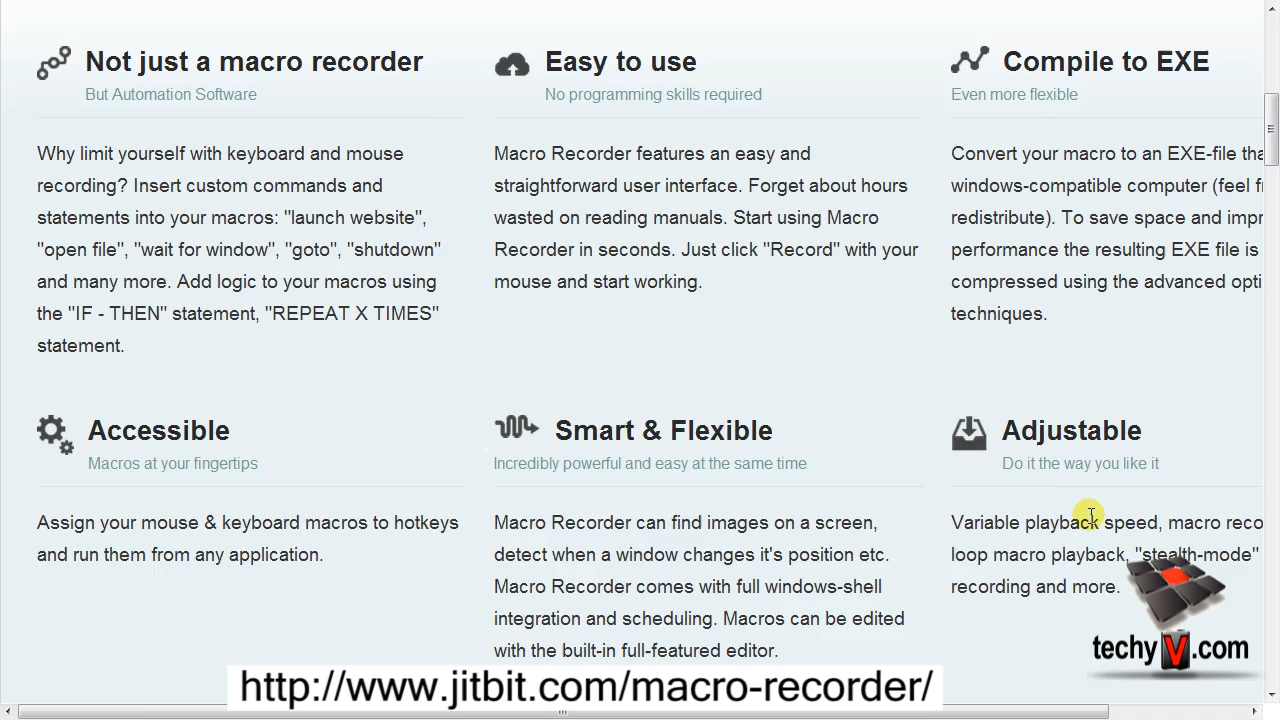 Not just a macro recorder
But Automation Software
Why limit yourself with keyboard and mouse
recording? Insert custom commands and
statements into your macros: "launch website",
"open file", "wait for window", "goto", "shutdown"
and many more. Add logic to your macros using
the "IF - THEN" statement, "REPEAT X TIMES"
statement.
Easy to use
No programming skills required
Macro Recorder features an easy and
straightforward user interface. Forget about hours
wasted on reading manuals. Start using Macro
Recorder in seconds. Just click "Record" with your
mouse and start working.
Compile to EXE
Even more flexible
Convert your macro to an EXE-file
windows-compatible computer (feel
redistribute). To save space and
performance the resulting EXE file is
compressed using the advanced
techniques.
Accessible
Macros at your fingertips
Assign your mouse & keyboard macros to hotkeys
and run them from any application.
Smart & Flexible
Incredibly powerful and easy at the same time
Macro Recorder can find images on a screen,
detect when a window changes it's position etc.
Macro Recorder comes with full windows-shell
integration and scheduling. Macros can be edited
with the built-in full-featured editor.
Adjustable
Do it the way you like it
Variable playback speed, macro
loop macro playback, "stealth-mode"
recording and more.
techyV.com
http://www.jitbit.com/macro-recorder/